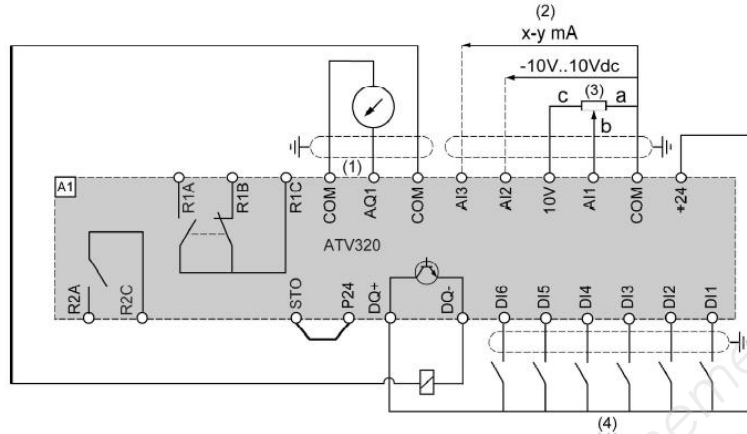 (2)
x-y mA
-10V..10Vdc
c (3) a
b
(1)
A1
R1A R1B R1C COM AQ1 COM AI3 AI2 10V AI1 COM +24
ATV320
R2A R2C STO P24 DQ+ DQ- DI6 DI5 DI4 DI3 DI2 DI1
(4)